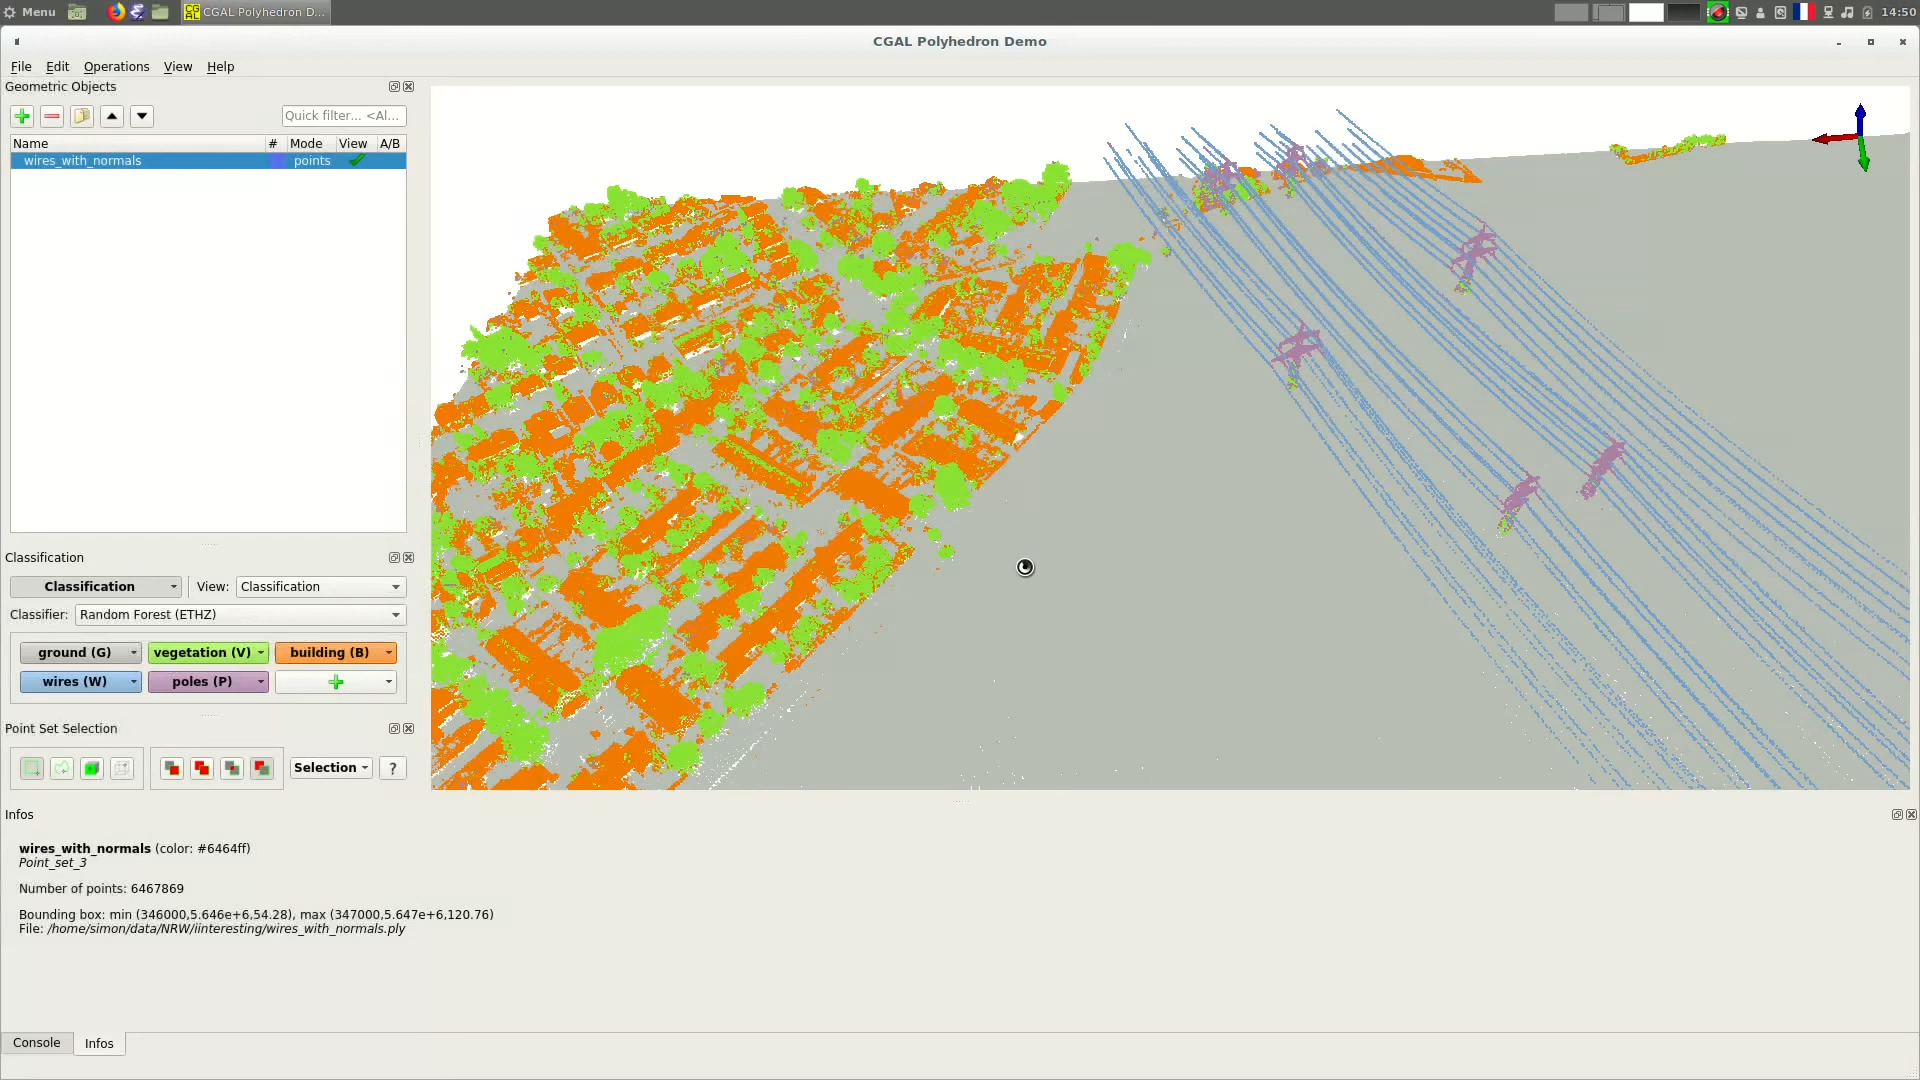 Menu CGAL Polyhedron D... 14:50
CGAL Polyhedron Demo
File Edit Operations View Help
Geometric Objects
Quick filter... <Al...
Name # Mode View A/B
wires_with_normals points
Classification
Classification View: Classification
Classifier: Random Forest (ETHZ)
ground (G) vegetation (V) building (B)
wires (W) poles (P)
Point Set Selection
Selection ?
Infos
wires_with_normals (color: #6464ff)
Point_set_3
Number of points: 6467869
Bounding box: min (346000,5.646e+6,54.28), max (347000,5.647e+6,120.76)
File: /home/simon/data/NRW/iinteresting/wires_with_normals.ply
Console Infos